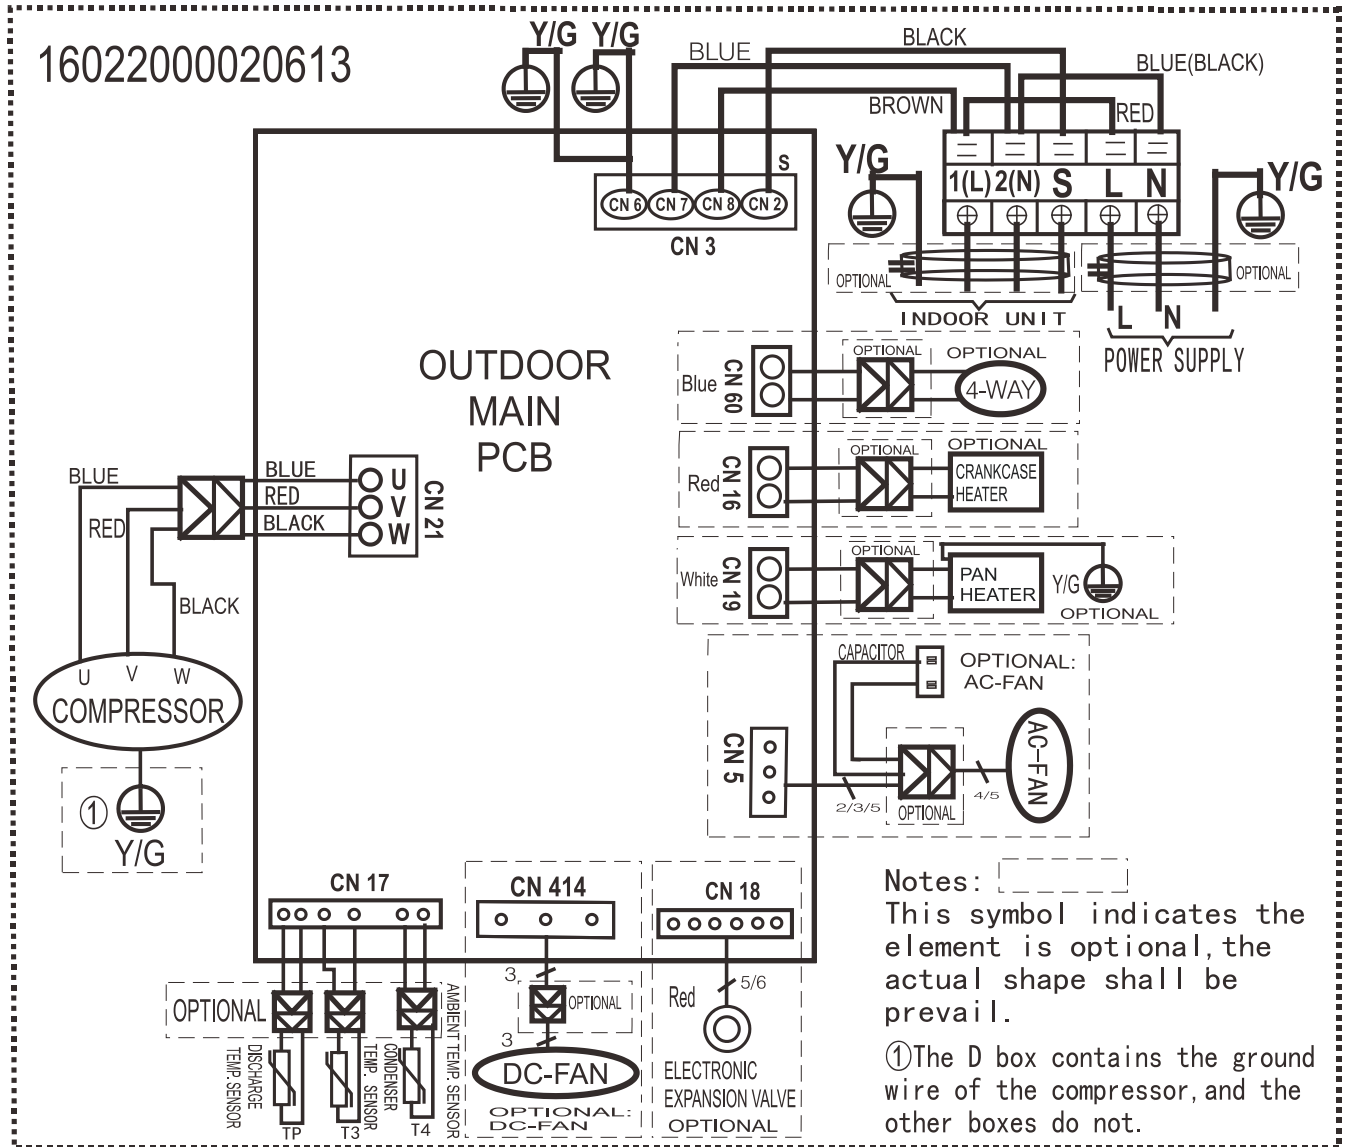 16022000020613
Y/G Y/G
BLUE
BLACK
BLUE(BLACK)
BROWN
RED
S
CN 6 CN 7 CN 8 CN 2
CN 3
Y/G
1(L) 2(N) S L N
Y/G
OPTIONAL
OPTIONAL
INDOOR UNIT
L N
POWER SUPPLY
OUTDOOR
MAIN
PCB
Blue
CN 60
OPTIONAL
OPTIONAL
4-WAY
Red
CN 16
OPTIONAL
OPTIONAL
CRANKCASE
HEATER
White
CN 19
OPTIONAL
PAN
HEATER
Y/G
OPTIONAL
BLUE
RED
BLACK
BLUE
RED
BLACK
U
V
W
CN 21
U V W
COMPRESSOR
①
Y/G
CAPACITOR
OPTIONAL:
AC-FAN
CN 5
2/3/5
OPTIONAL
4/5
AC-FAN
CN 17
OPTIONAL
DISCHARGE
TEMP.SENSOR
TP
TEMP. SENSOR
CONDENSER
T3
T4
AMBIENT TEMP. SENSOR
CN 414
3
OPTIONAL
3
DC-FAN
OPTIONAL:
DC-FAN
CN 18
Red
5/6
ELECTRONIC
EXPANSION VALVE
OPTIONAL
Notes:
This symbol indicates the
element is optional,the
actual shape shall be
prevail.
①The D box contains the ground
wire of the compressor,and the
other boxes do not.